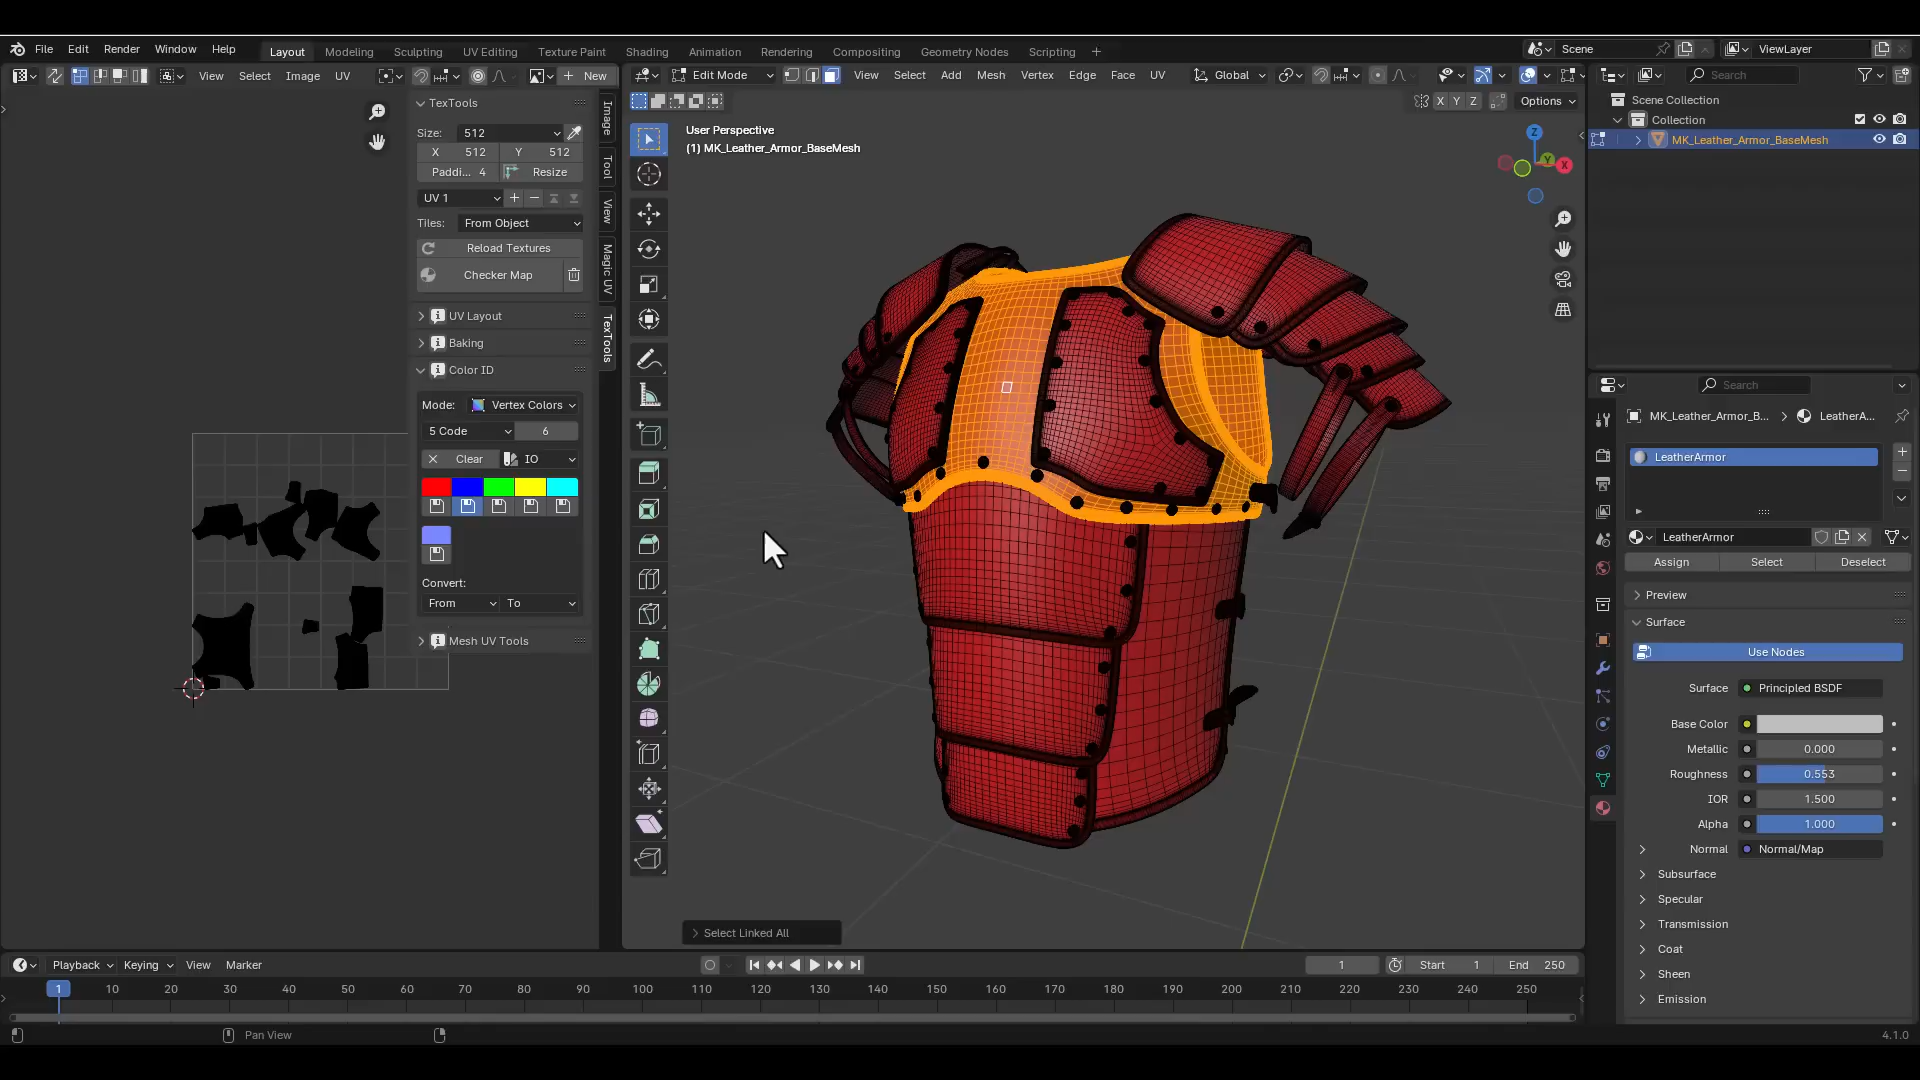 File Edit Render Window Help Layout Modeling Sculpting UV Editing Texture Paint Shading Animation Rendering Compositing Geometry Nodes Scripting + Scene ViewLayer
View Select Image UV + New Edit Mode View Select Add Mesh Vertex Edge Face UV Global Search
X Y Z Options
TexTools
Size: 512
X 512 Y 512
Paddi... 4 Resize
UV 1
Tiles: From Object
Reload Textures
Checker Map
UV Layout
Baking
Color ID
Mode: Vertex Colors
5 Code 6
Clear IO
Convert:
From To
Mesh UV Tools
Image
Tool
View
Magic UV
TexTools
User Perspective
(1) MK_Leather_Armor_BaseMesh
Z
Y
X
Select Linked All
Scene Collection
Collection
MK_Leather_Armor_BaseMesh
Search
MK_Leather_Armor_B... LeatherA...
LeatherArmor
LeatherArmor
Assign Select Deselect
Preview
Surface
Use Nodes
Surface Principled BSDF
Base Color
Metallic 0.000
Roughness 0.553
IOR 1.500
Alpha 1.000
Normal Normal/Map
Subsurface
Specular
Transmission
Coat
Sheen
Emission
Playback Keying View Marker 1 Start 1 End 250
1 10 20 30 40 50 60 70 80 90 100 110 120 130 140 150 160 170 180 190 200 210 220 230 240 250
Pan View 4.1.0